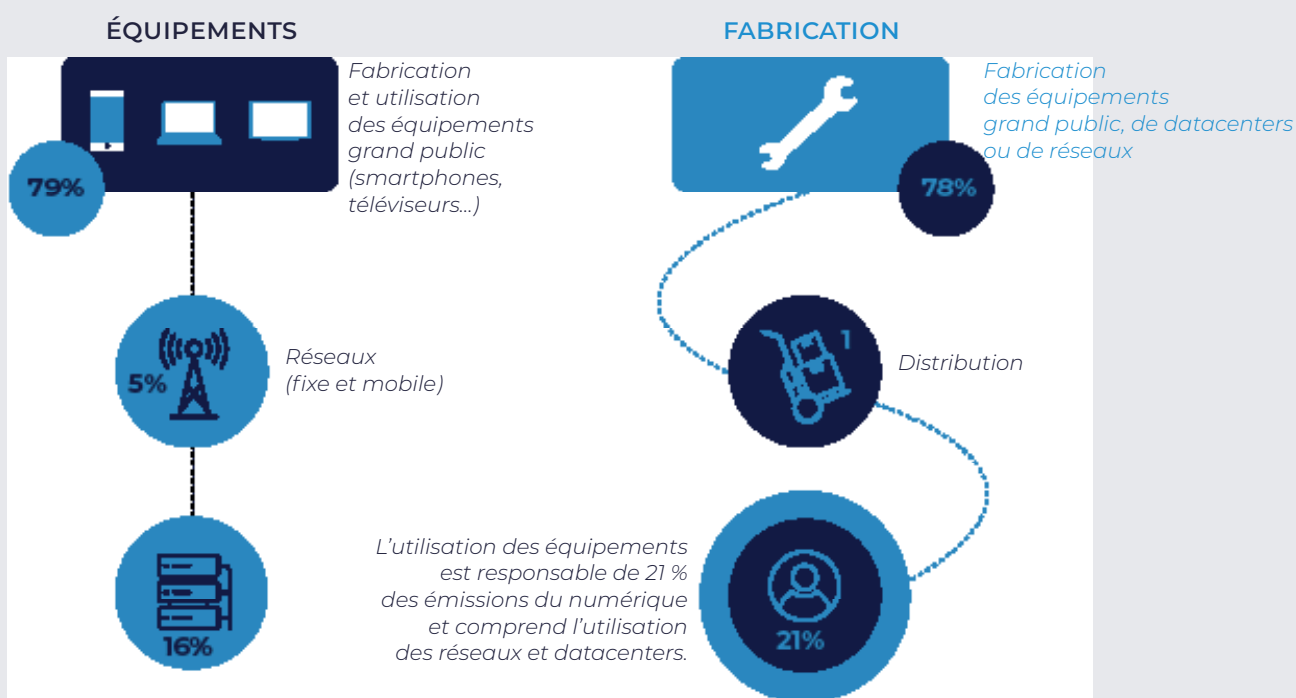 ÉQUIPEMENTS
Fabrication
et utilisation
des équipements
grand public
(smartphones,
téléviseurs...)
79%
5%
Réseaux
(fixe et mobile)
16%
FABRICATION
Fabrication
des équipements
grand public, de datacenters
ou de réseaux
78%
1
Distribution
L’utilisation des équipements
est responsable de 21 %
des émissions du numérique
et comprend l’utilisation
des réseaux et datacenters.
21%